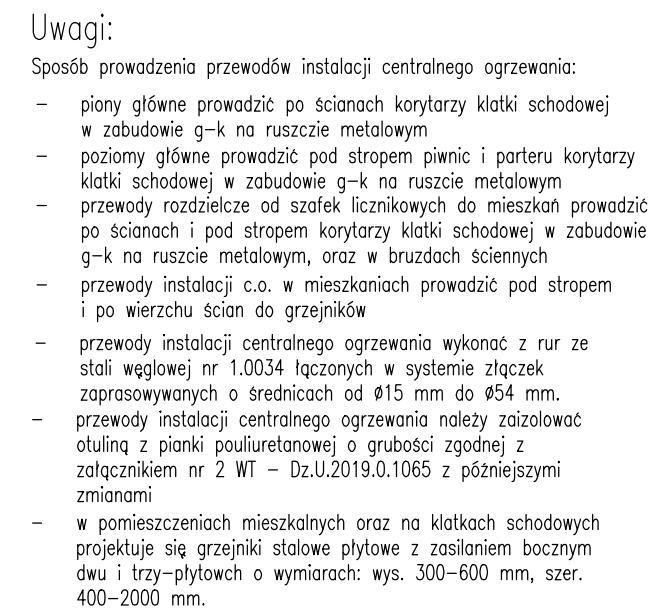 Uwagi:
Sposób prowadzenia przewodów instalacji centralnego ogrzewania:
– piony główne prowadzić po ścianach korytarzy klatki schodowej
w zabudowie g–k na ruszczie metalowym
– poziomy główne prowadzić pod stropem piwnic i parteru korytarzy
klatki schodowej w zabudowie g–k na ruszcie metalowym
– przewody rozdzielcze od szafek licznikowych do mieszkań prowadzić
po ścianach i pod stropem korytarzy klatki schodowej w zabudowie
g–k na ruszcie metalowym, oraz w bruzdach ściennych
– przewody instalacji c.o. w mieszkaniach prowadzić pod stropem
i po wierzchu ścian do grzejników
– przewody instalacji centralnego ogrzewania wykonać z rur ze
stali węglowej nr 1.0034 łączonych w systemie złączek
zaprasowywanych o średnicach od Ø15 mm do Ø54 mm.
– przewody instalacji centralnego ogrzewania należy zaizolować
otuliną z pianki pouliuretanowej o grubości zgodnej z
załącznikiem nr 2 WT – Dz.U.2019.0.1065 z późniejszymi
zmianami
– w pomieszczeniach mieszkalnych oraz na klatkach schodowych
projektuje się grzejniki stalowe płytowe z zasilaniem bocznym
dwu i trzy–płytowch o wymiarach: wys. 300–600 mm, szer.
400–2000 mm.